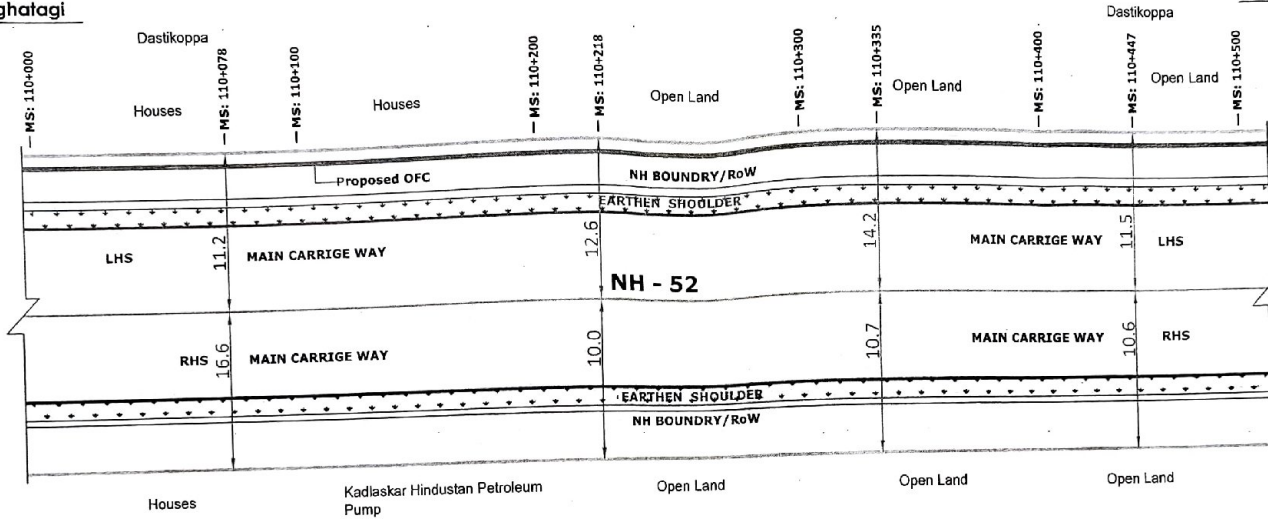 ghatagi
Dastikoppa
Dastikoppa
MS: 110+000
MS: 110+078
MS: 110+100
MS: 110+200
MS: 110+218
MS: 110+300
MS: 110+335
MS: 110+400
MS: 110+447
MS: 110+500
Houses
Houses
Open Land
Open Land
Open Land
Proposed OFC
NH BOUNDRY/RoW
EARTHEN SHOULDER
LHS
11.2
MAIN CARRIGE WAY
12.6
14.2
MAIN CARRIGE WAY
11.5
LHS
NH - 52
RHS
16.6
MAIN CARRIGE WAY
10.0
10.7
MAIN CARRIGE WAY
10.6
RHS
EARTHEN SHOULDER
NH BOUNDRY/RoW
Houses
Kadlaskar Hindustan Petroleum
Pump
Open Land
Open Land
Open Land